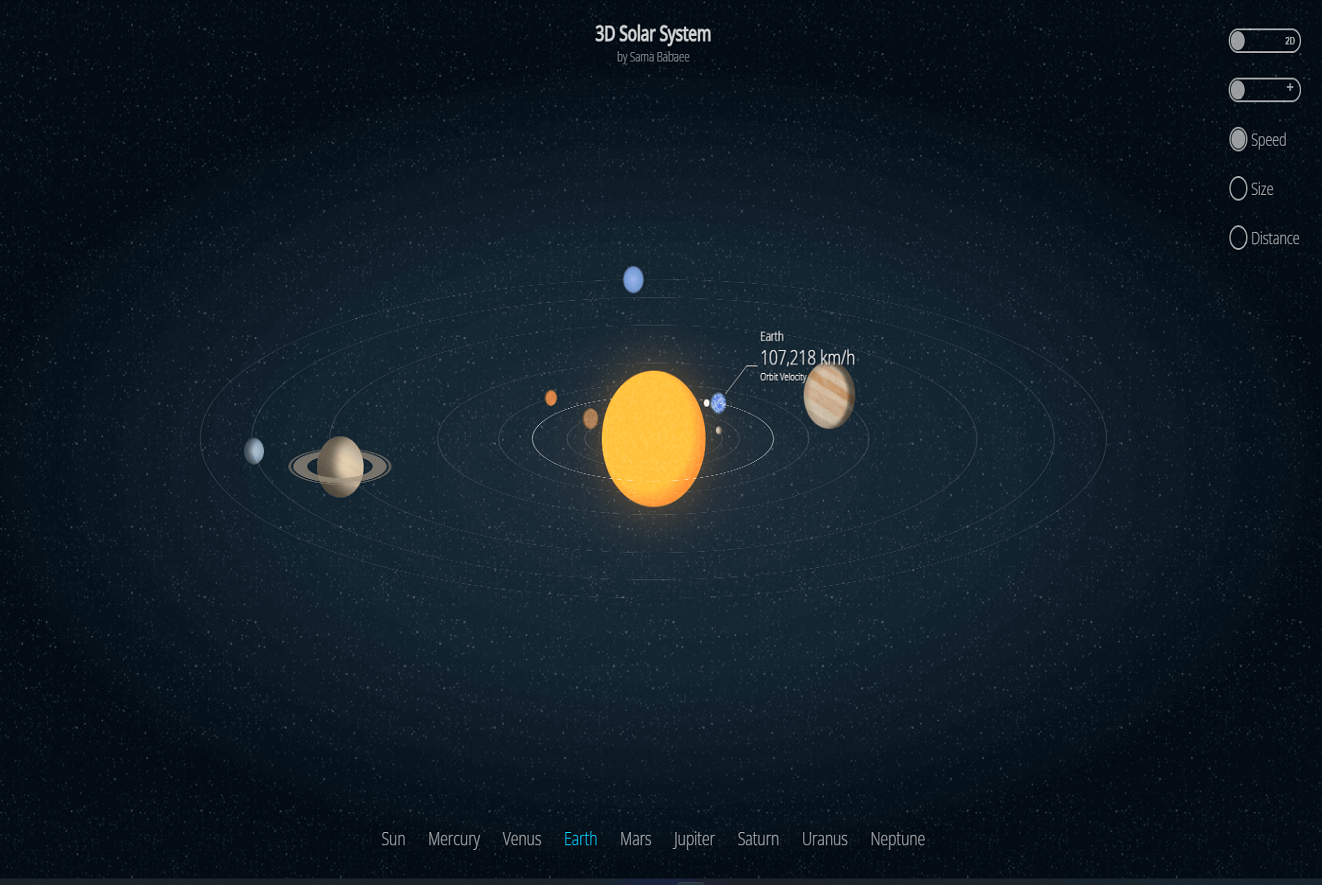 3D Solar System
by Sama Babaee
2D
+
Speed
Size
Distance
Earth
107,218 km/h
Orbit Velocity
Sun Mercury Venus Earth Mars Jupiter Saturn Uranus Neptune